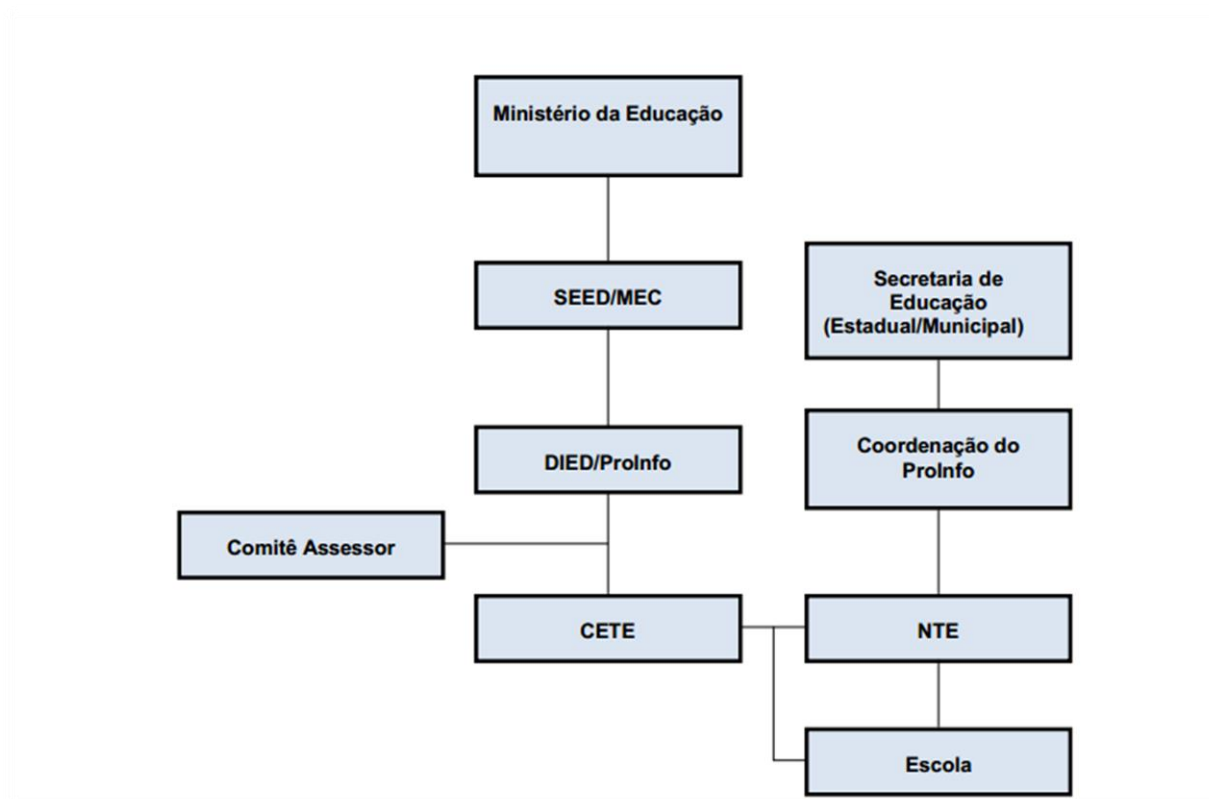 Ministério da Educação
SEED/MEC
Secretaria de
Educação
(Estadual/Municipal)
DIED/ProInfo
Coordenação do
ProInfo
Comitê Assessor
CETE
NTE
Escola